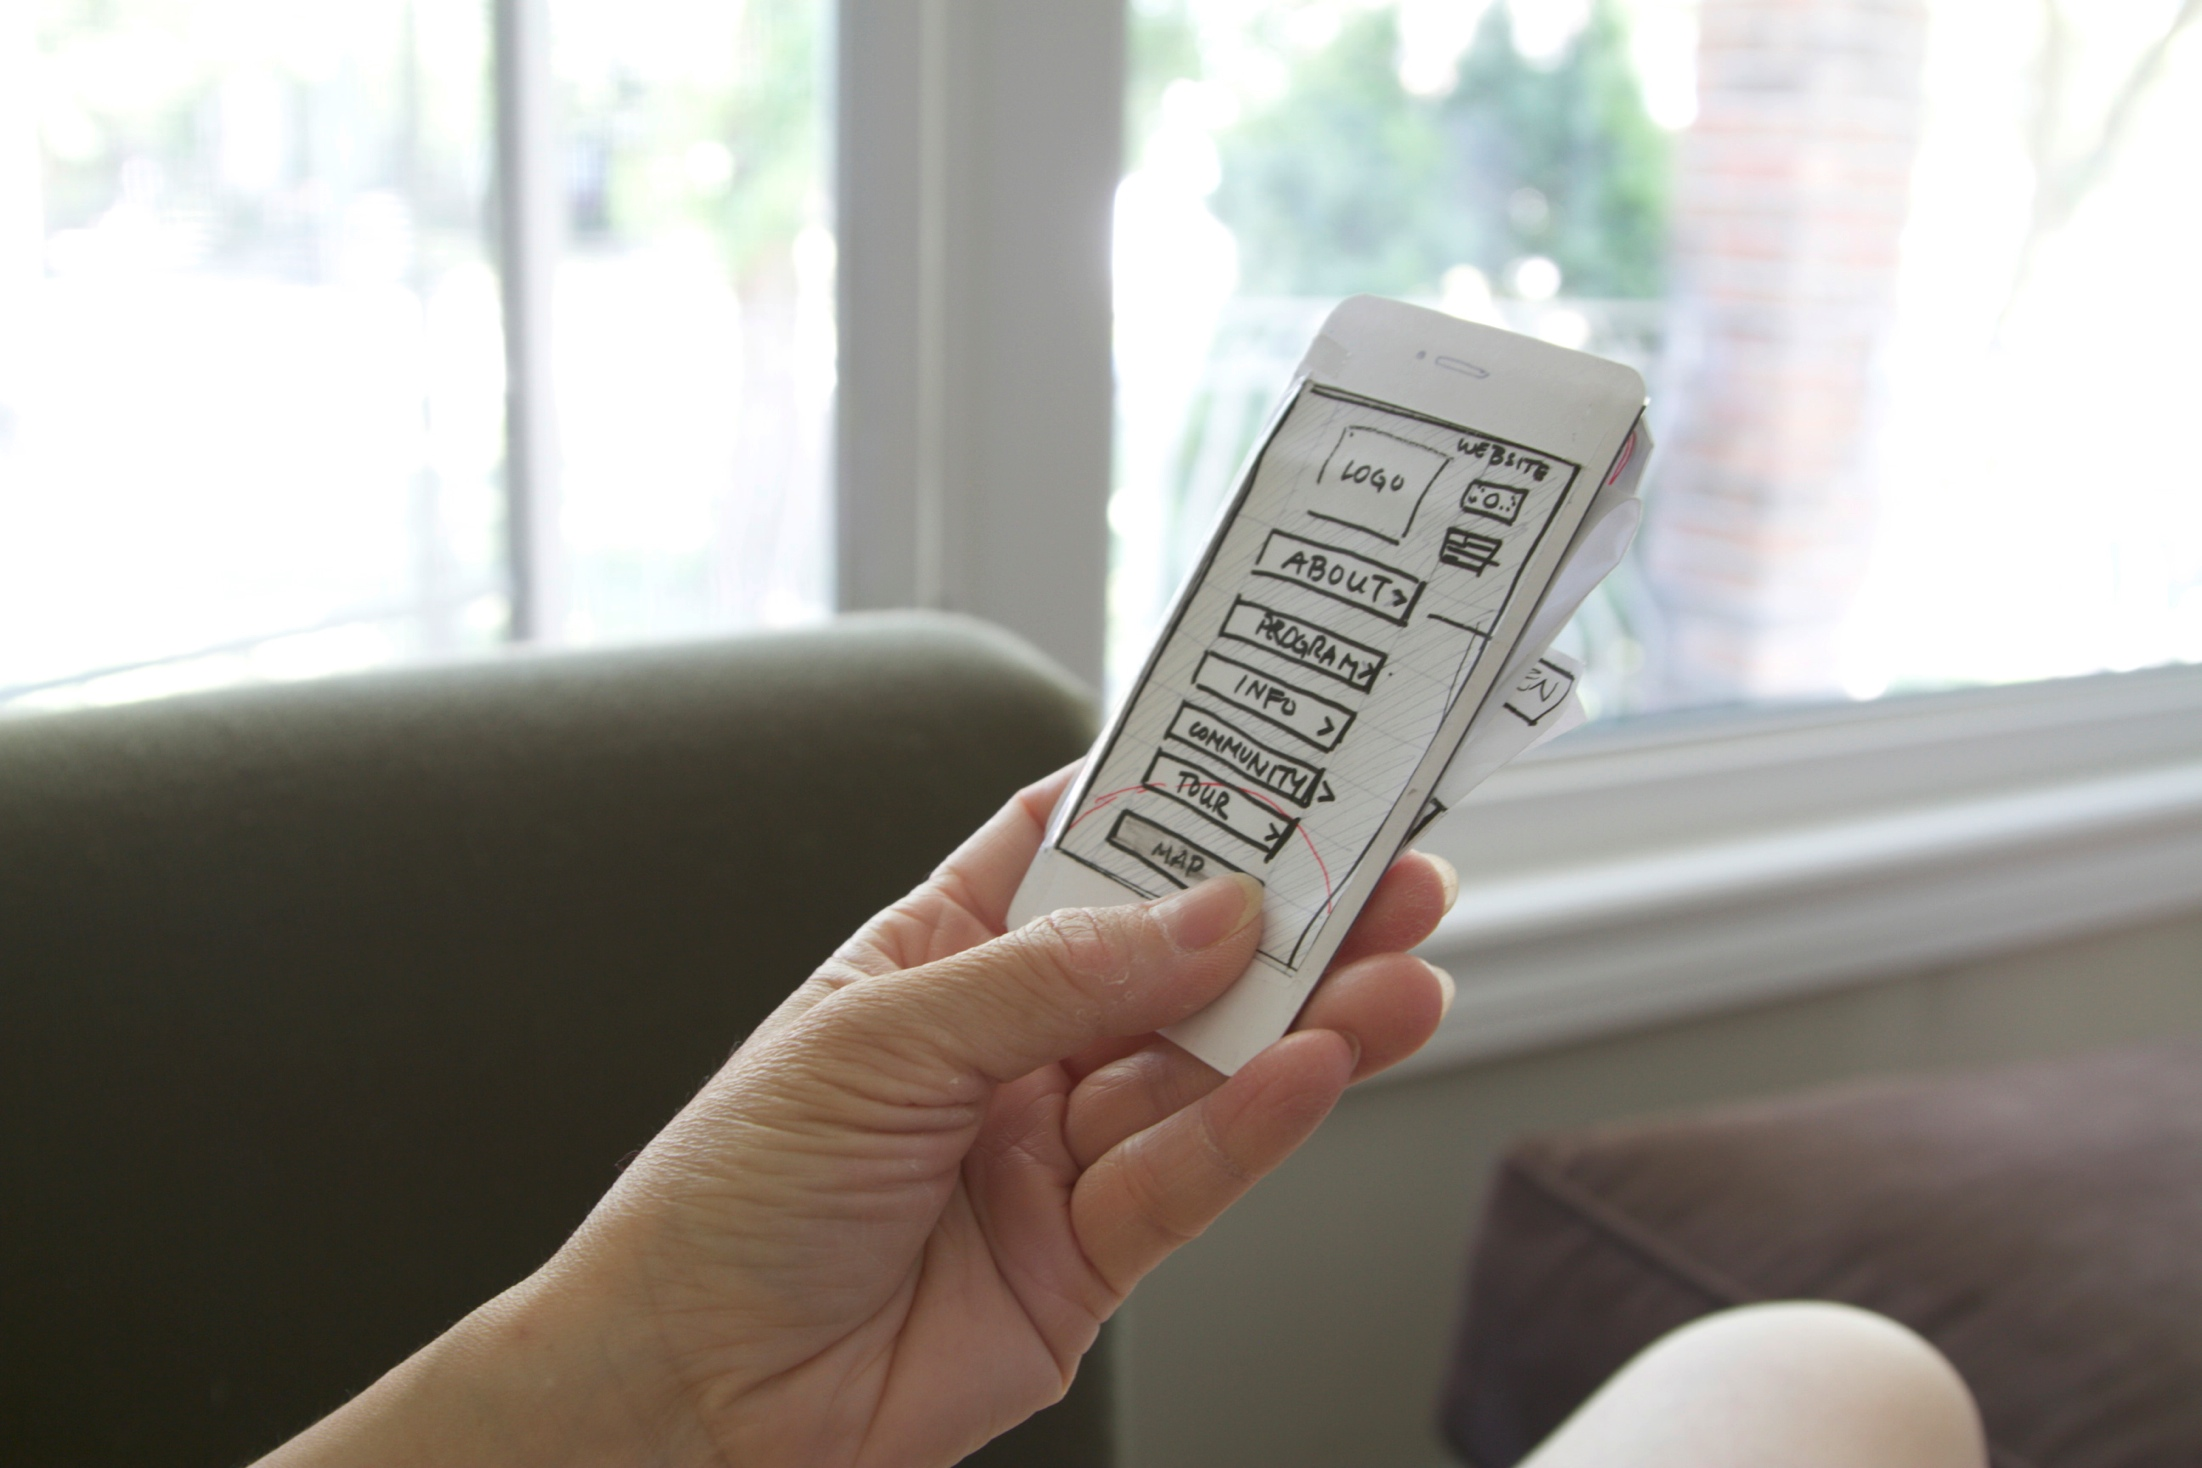 WEBSITE
LOGO
ABOUT >
PROGRAM >
INFO >
COMMUNITY >
TOUR >
MAP